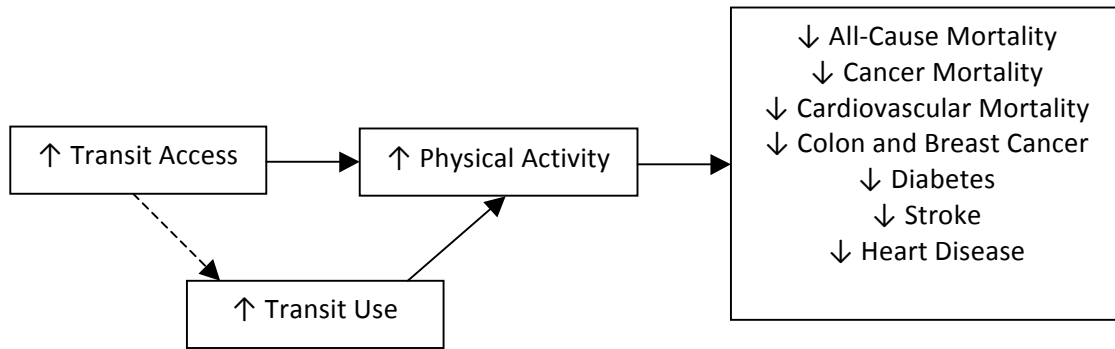 ↑ Transit Access
↑ Physical Activity
↑ Transit Use
↓ All-Cause Mortality
↓ Cancer Mortality
↓ Cardiovascular Mortality
↓ Colon and Breast Cancer
↓ Diabetes
↓ Stroke
↓ Heart Disease